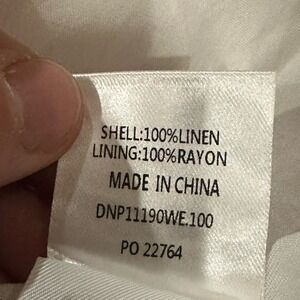 SHELL:100%LINEN
LINING:100%RAYON
MADE IN CHINA
DNP11190WE.100
PO 22764